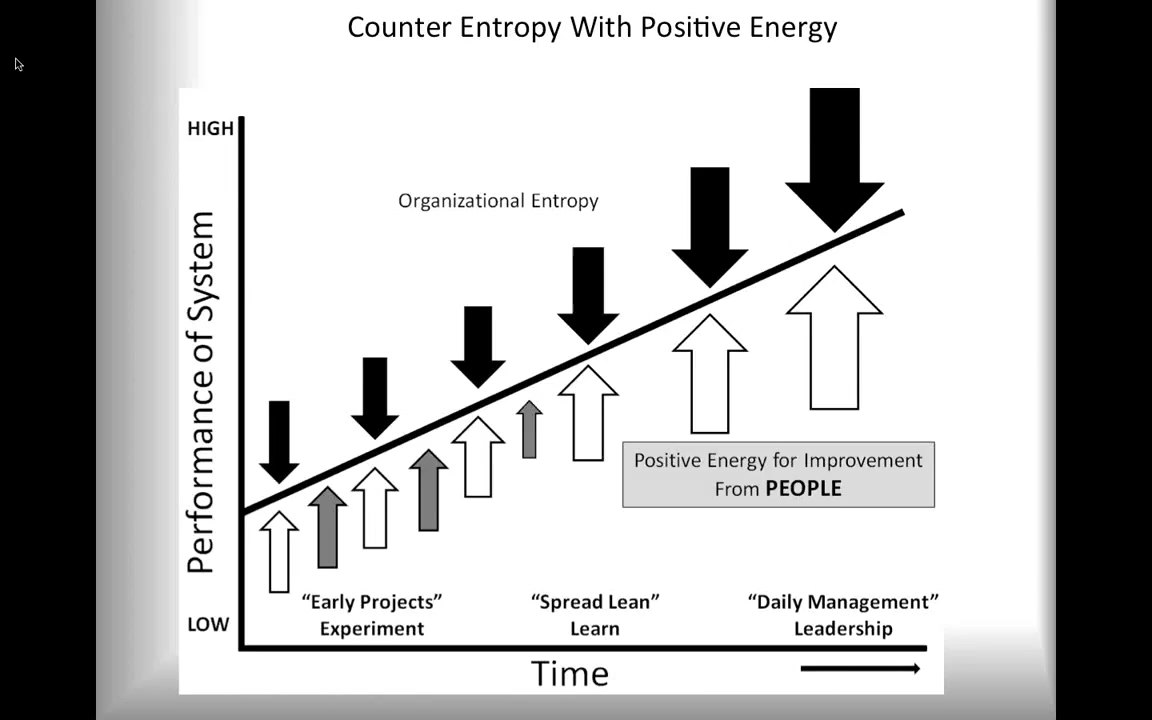 Counter Entropy With Positive Energy
HIGH
Organizational Entropy
Performance of System
Positive Energy for Improvement
From PEOPLE
“Early Projects”
Experiment
“Spread Lean”
Learn
“Daily Management”
Leadership
LOW
Time